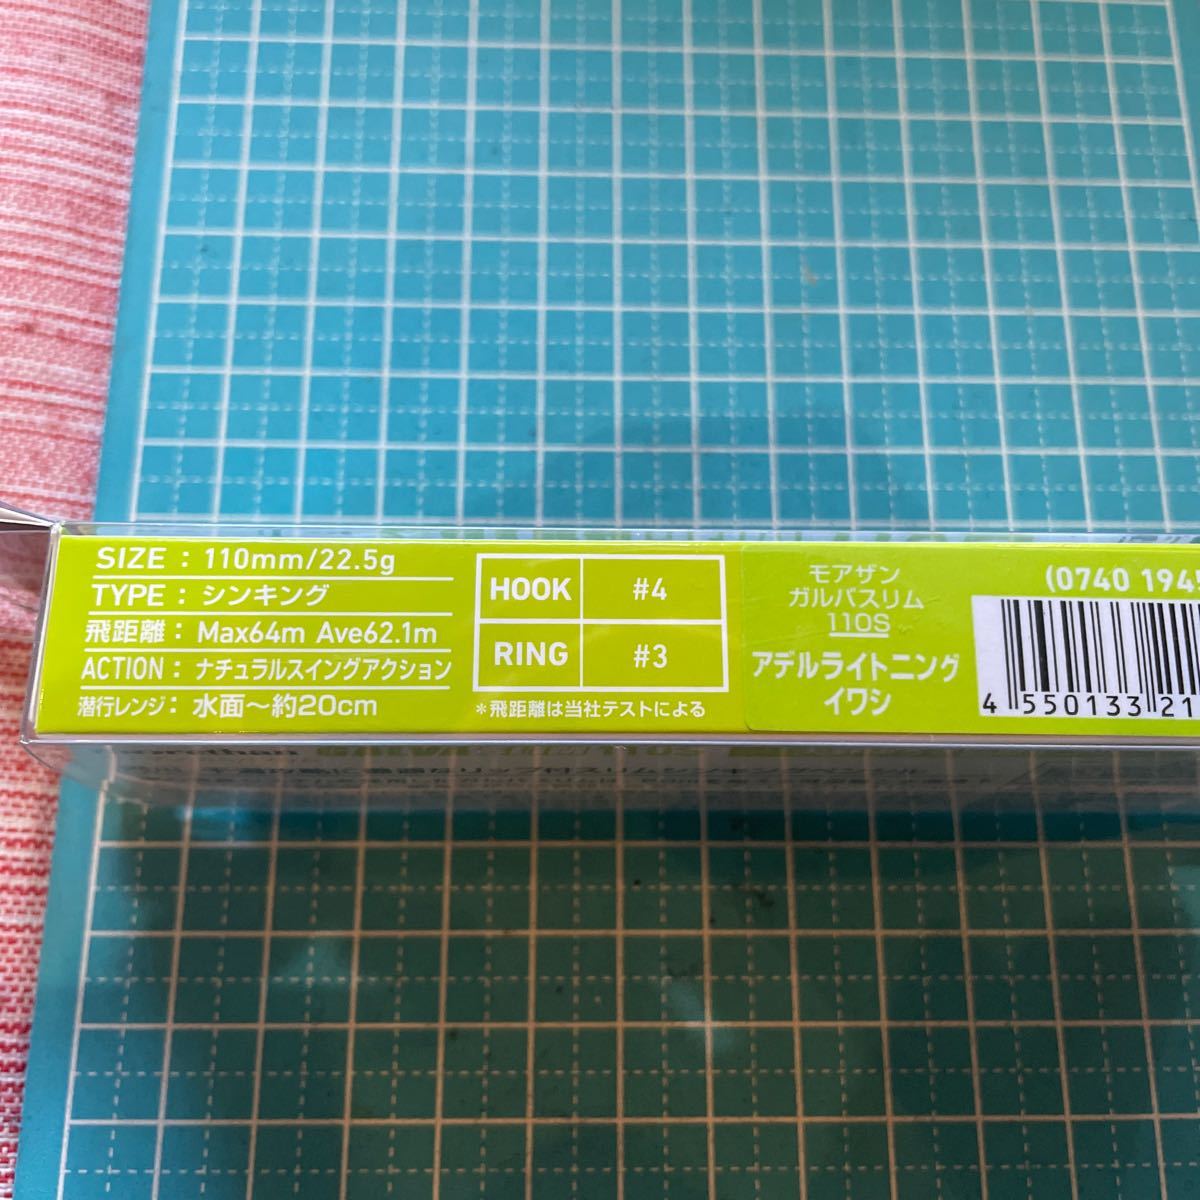 SIZE : 110mm/22.5g
TYPE : シンキング
飛距離 : Max64m Ave62.1m
ACTION : ナチュラルスイングアクション
潜行レンジ : 水面～約20cm
HOOK #4
RING #3
*飛距離は当社テストによる
モアザン
ガルバスリム
110S
アデルライトニング
イワシ
(0740 194
4 550133 21